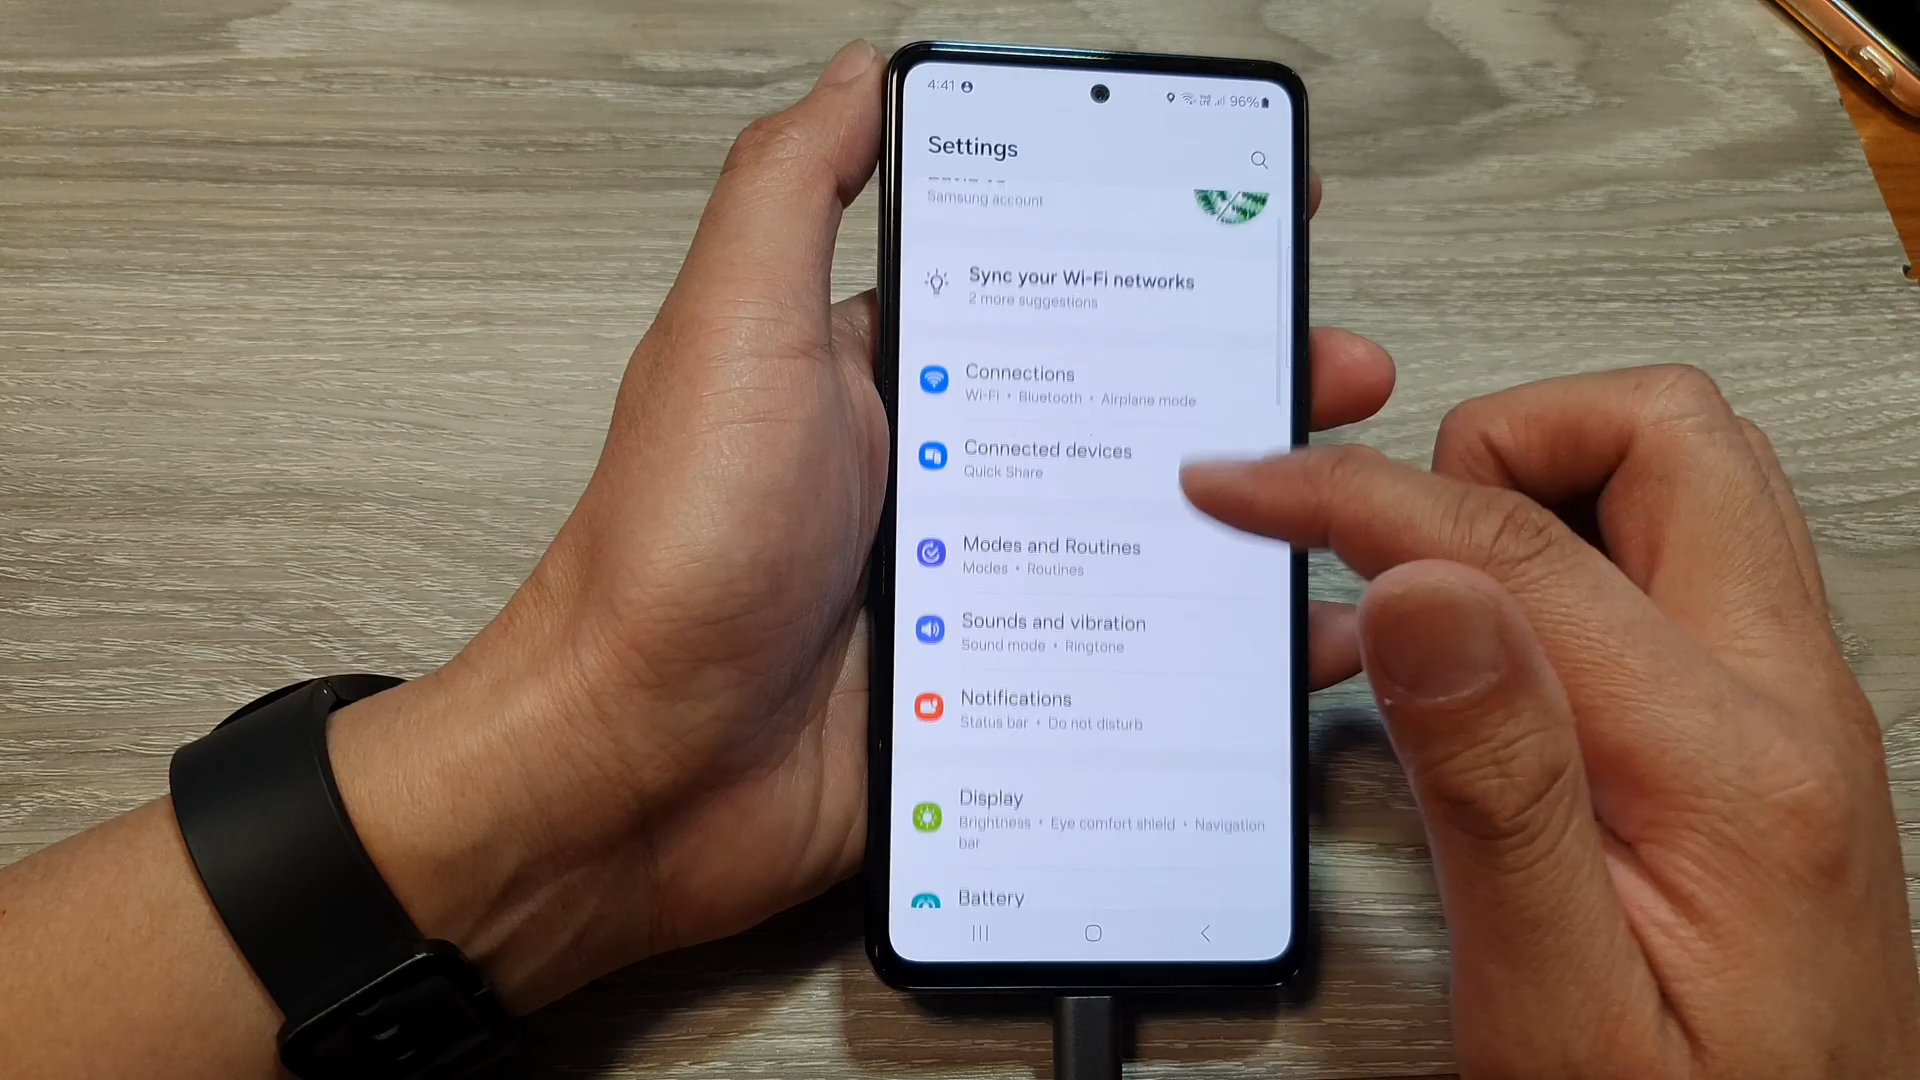 4:41 96%
Settings
Samsung account
Sync your Wi-Fi networks
2 more suggestions
Connections
Wi-Fi • Bluetooth • Airplane mode
Connected devices
Quick Share
Modes and Routines
Modes • Routines
Sounds and vibration
Sound mode • Ringtone
Notifications
Status bar • Do not disturb
Display
Brightness • Eye comfort shield • Navigation
bar
Battery